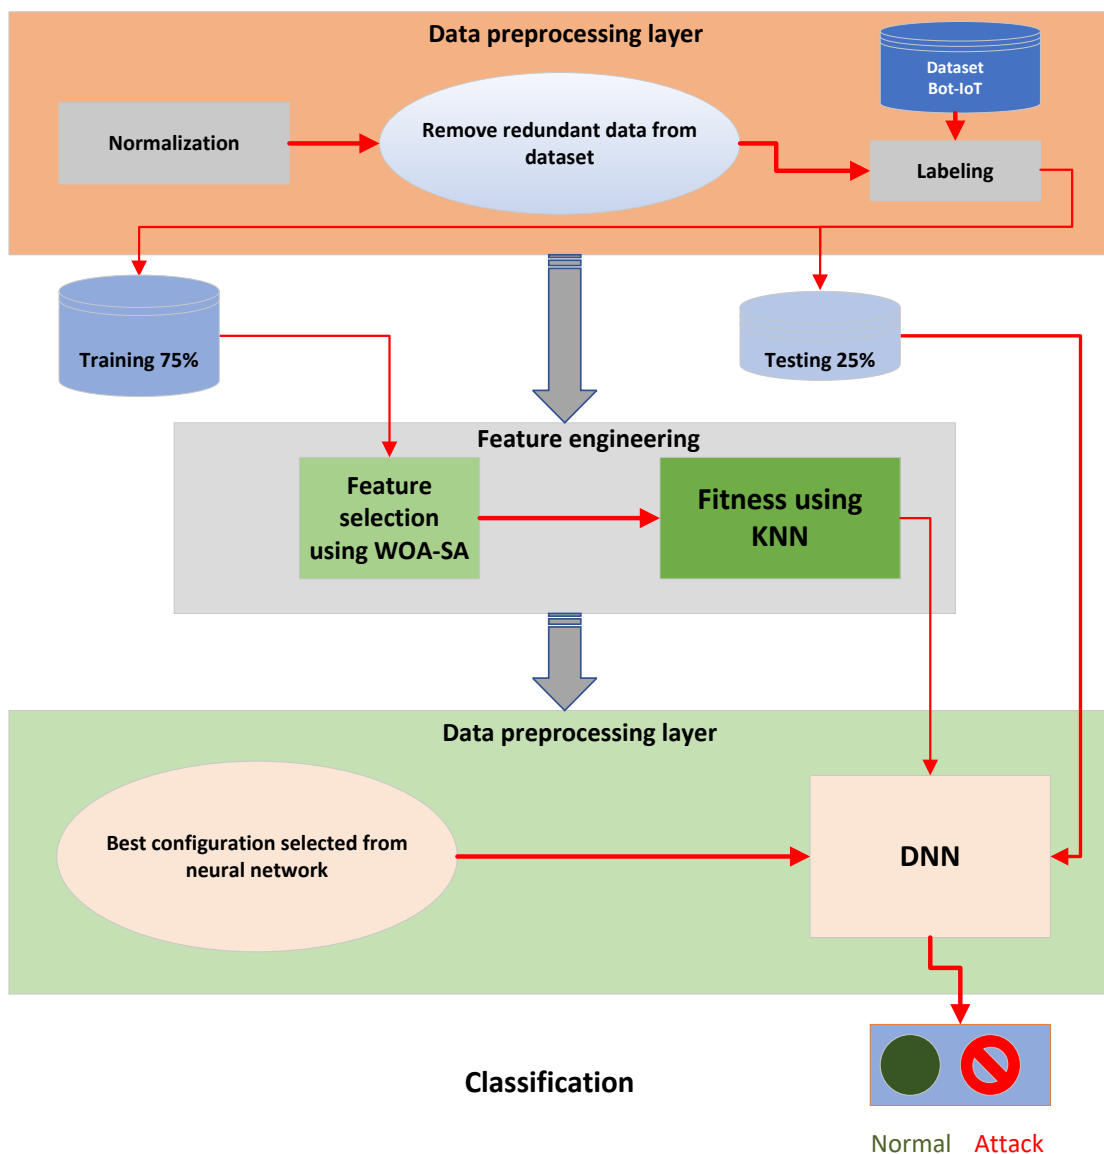 Data preprocessing layer
Dataset
Bot-IoT
Normalization
Remove redundant data from
dataset
Labeling
Training 75%
Testing 25%
Feature engineering
Feature
selection
using WOA-SA
Fitness using
KNN
Data preprocessing layer
Best configuration selected from
neural network
DNN
Classification
Normal
Attack